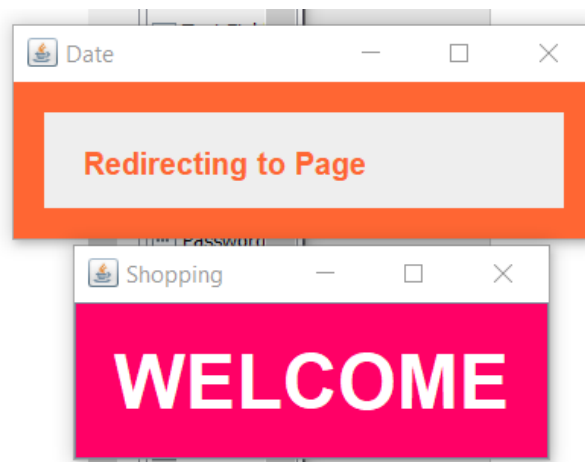 Date
Redirecting to Page
Password
Shopping
WELCOME